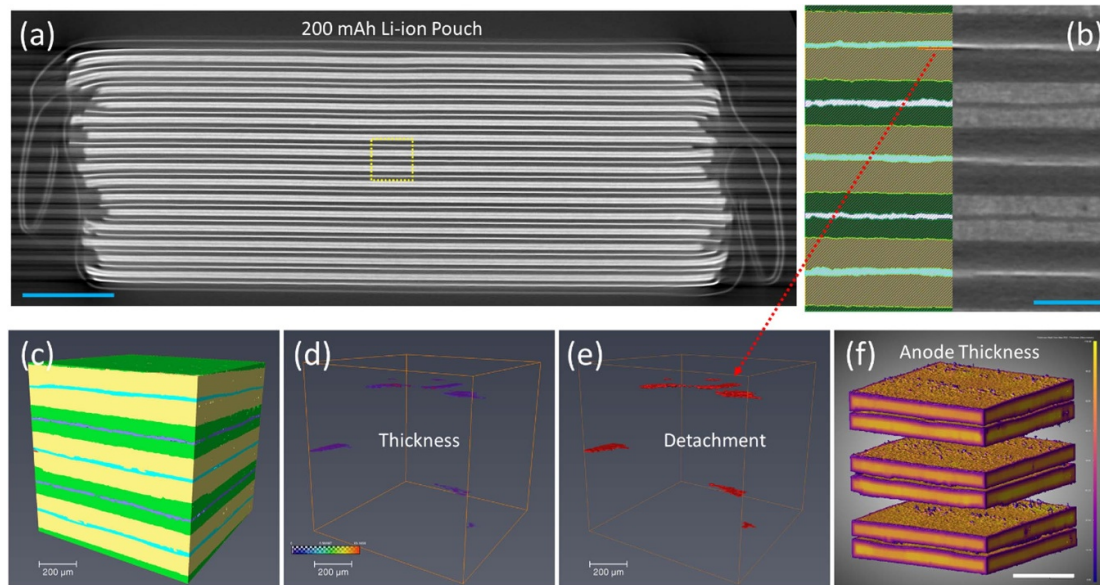 (a)
200 mAh Li-ion Pouch
(b)
(c)
200 µm
(d)
Thickness
200 µm
(e)
Detachment
200 µm
(f)
Anode Thickness